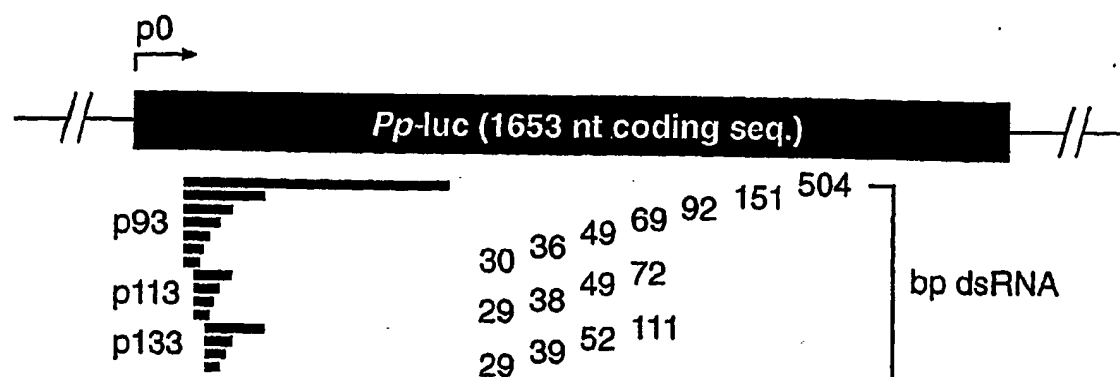 p0
Pp-luc (1653 nt coding seq.)
p93
30 36 49 69 92 151 504
p113
29 38 49 72
bp dsRNA
p133
29 39 52 111